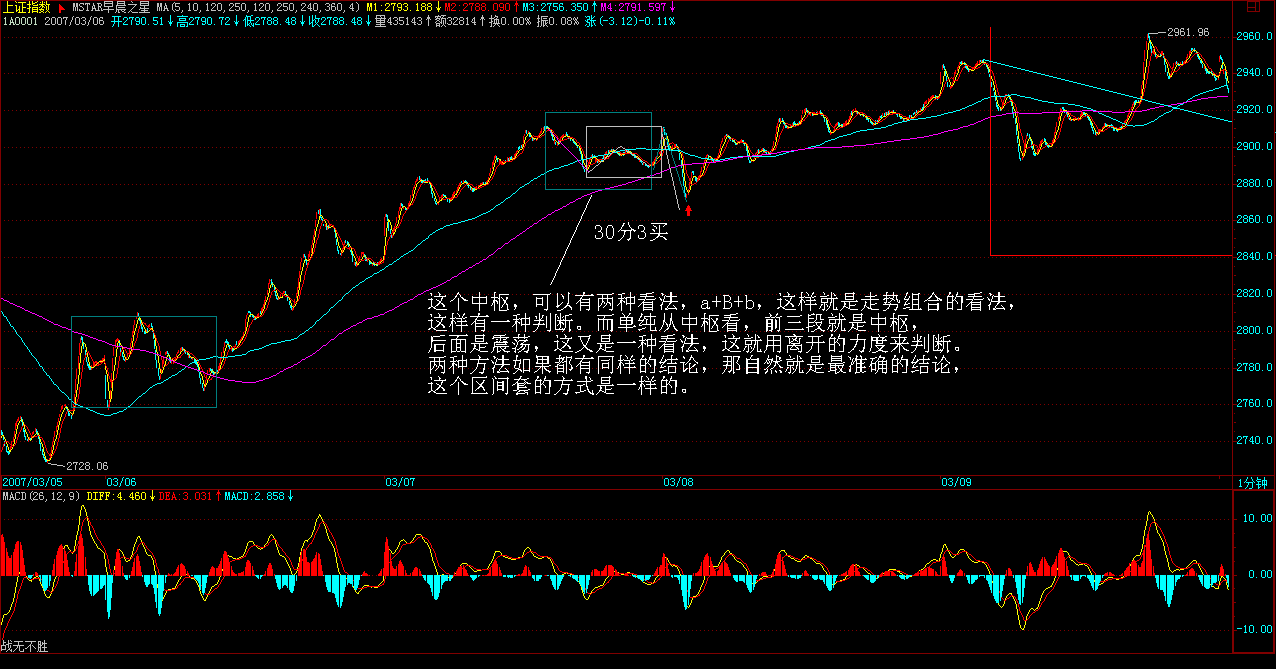 上证指数 MSTAR早晨之星 MA(5,10,120,250,120,250,240,360,4) M1:2793.188↓M2:2788.090↑M3:2756.350↑M4:2791.597↓
1A0001 2007/03/06 开2790.51↓高2790.72↓低2788.48↓收2788.48↓量435143↑额32814↑换0.00% 振0.08% 涨(-3.12)-0.11%
2961.96
2960.0
2940.0
2920.0
2900.0
2880.0
2860.0
2840.0
2820.0
2800.0
2780.0
2760.0
2740.0
30分3买
这个中枢，可以有两种看法，a+B+b，这样就是走势组合的看法，
这样有一种判断。而单纯从中枢看，前三段就是中枢，
后面是震荡，这又是一种看法，这就用离开的力度来判断。
两种方法如果都有同样的结论，那自然就是最准确的结论，
这个区间套的方式是一样的。
2728.06
2007/03/05 03/06 03/07 03/08 03/09 1分钟
MACD(26,12,9) DIFF:4.460↓DEA:3.031↑MACD:2.858↓
10.00
0.00
-10.00
战无不胜